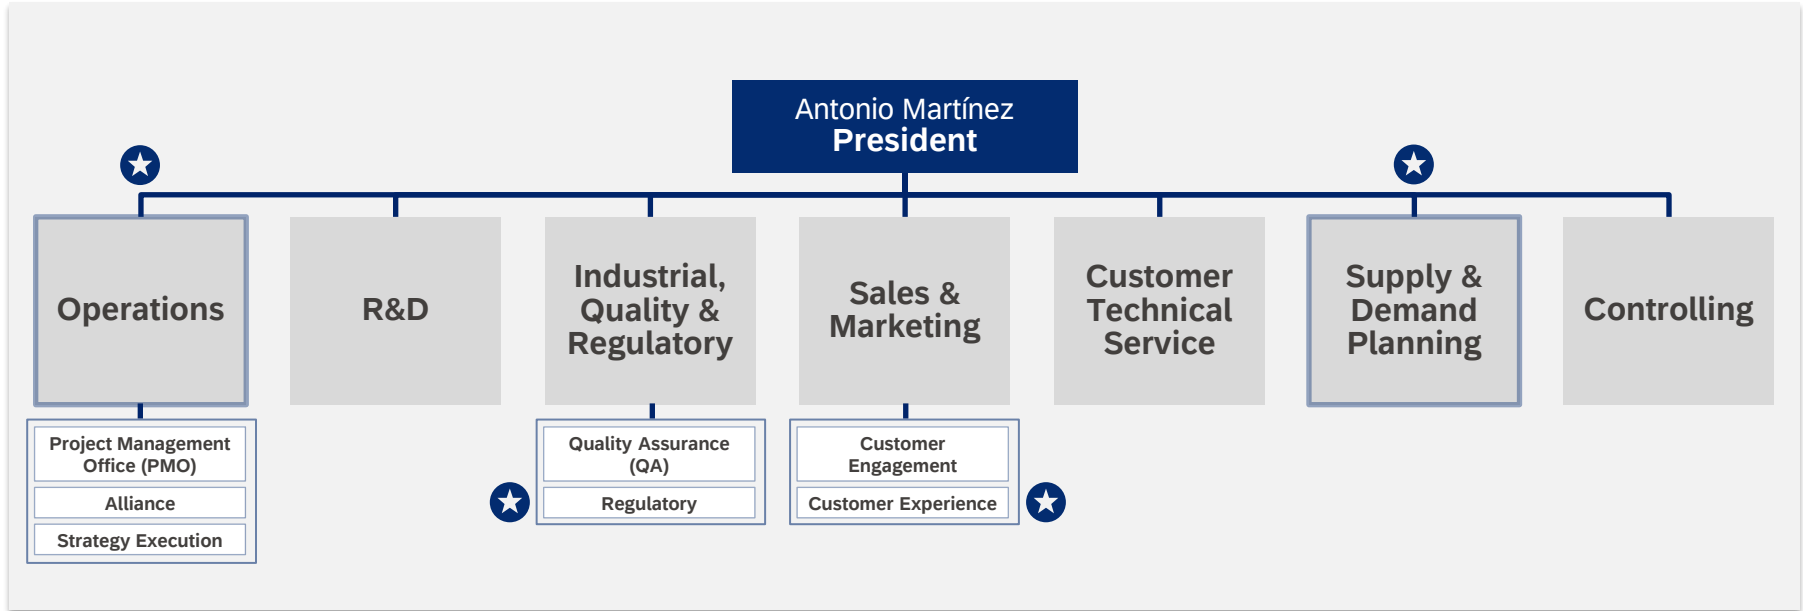 Antonio Martínez
President
Operations
R&D
Industrial,
Quality &
Regulatory
Sales &
Marketing
Customer
Technical
Service
Supply &
Demand
Planning
Controlling
Project Management
Office (PMO)
Alliance
Strategy Execution
Quality Assurance
(QA)
Regulatory
Customer
Engagement
Customer Experience